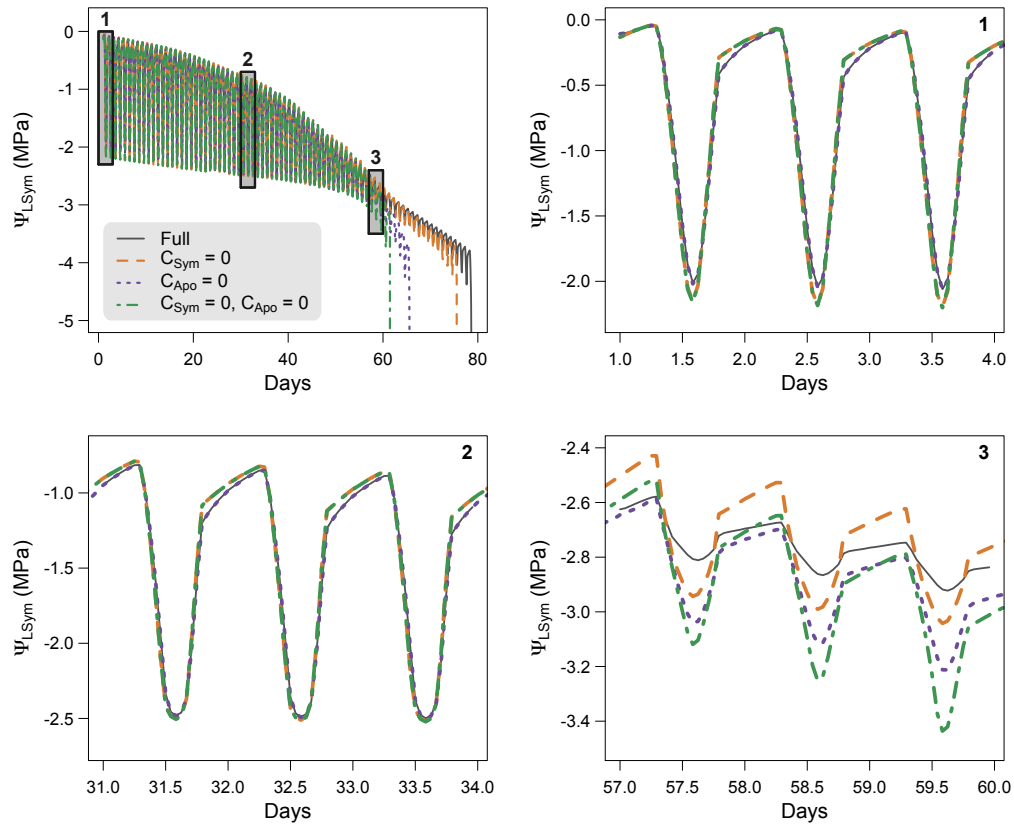 1
2
3
0
-1
-2
-3
-4
-5
Ψ_LSym (MPa)
Full
C_Sym = 0
C_Apo = 0
C_Sym = 0, C_Apo = 0
0 20 40 60 80
Days
1
0.0
-0.5
-1.0
-1.5
-2.0
Ψ_LSym (MPa)
1.0 1.5 2.0 2.5 3.0 3.5 4.0
Days
2
-1.0
-1.5
-2.0
-2.5
Ψ_LSym (MPa)
31.0 31.5 32.0 32.5 33.0 33.5 34.0
Days
3
-2.4
-2.6
-2.8
-3.0
-3.2
-3.4
Ψ_LSym (MPa)
57.0 57.5 58.0 58.5 59.0 59.5 60.0
Days